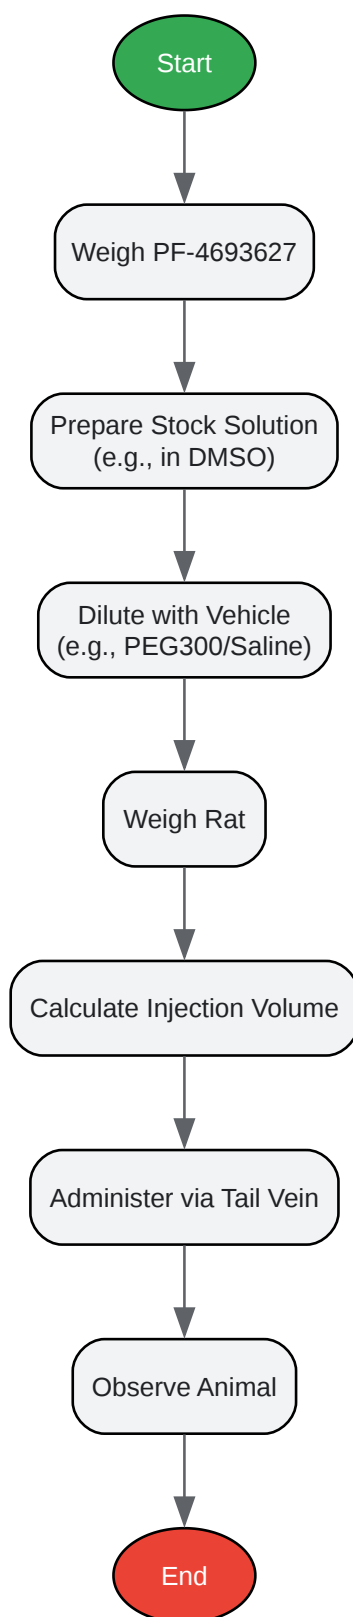 Start
Weigh PF-4693627
Prepare Stock Solution
(e.g., in DMSO)
Dilute with Vehicle
(e.g., PEG300/Saline)
Weigh Rat
Calculate Injection Volume
Administer via Tail Vein
Observe Animal
End